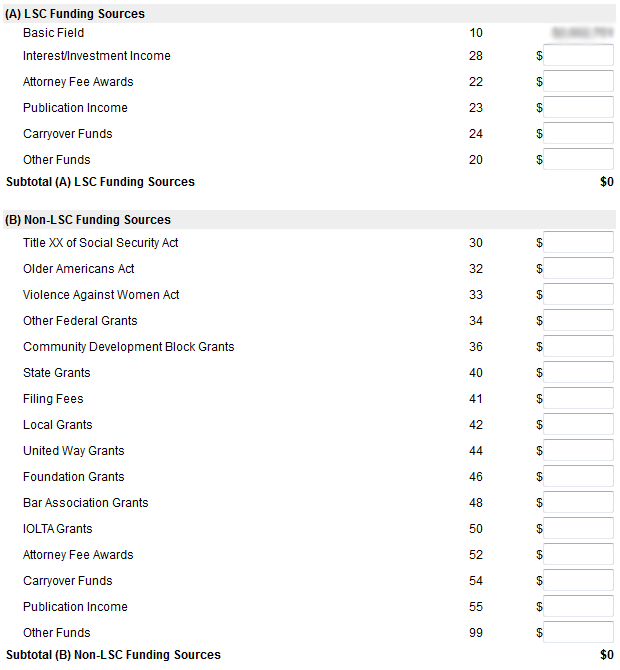 (A) LSC Funding Sources
Basic Field 10
Interest/Investment Income 28 $
Attorney Fee Awards 22 $
Publication Income 23 $
Carryover Funds 24 $
Other Funds 20 $
Subtotal (A) LSC Funding Sources $0
(B) Non-LSC Funding Sources
Title XX of Social Security Act 30 $
Older Americans Act 32 $
Violence Against Women Act 33 $
Other Federal Grants 34 $
Community Development Block Grants 36 $
State Grants 40 $
Filing Fees 41 $
Local Grants 42 $
United Way Grants 44 $
Foundation Grants 46 $
Bar Association Grants 48 $
IOLTA Grants 50 $
Attorney Fee Awards 52 $
Carryover Funds 54 $
Publication Income 55 $
Other Funds 99 $
Subtotal (B) Non-LSC Funding Sources $0